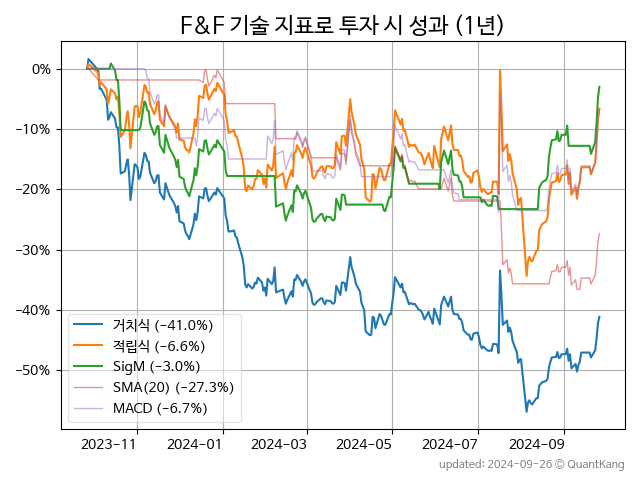 F&F 기술 지표로 투자 시 성과 (1년)
0%
−10%
−20%
−30%
−40%
−50%
거치식 (−41.0%)
적립식 (−6.6%)
SigM (−3.0%)
SMA(20) (−27.3%)
MACD (−6.7%)
2023-11 2024-01 2024-03 2024-05 2024-07 2024-09
updated: 2024-09-26 © QuantKang